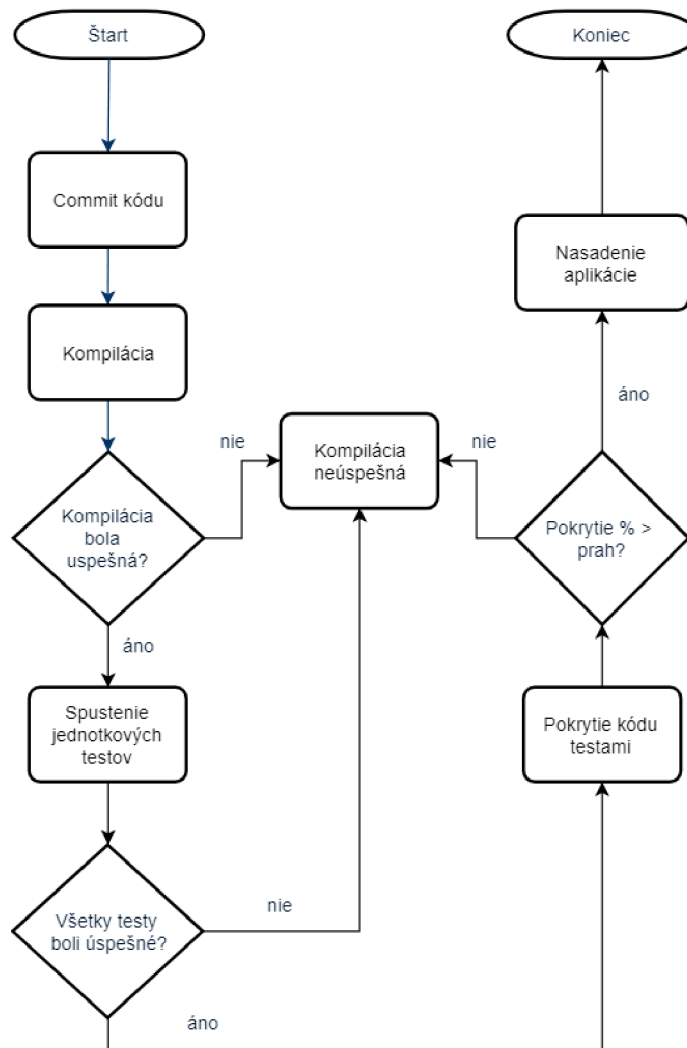 Štart
Commit kódu
Kompilácia
Kompilácia
bola
uspešná?
nie
áno
Spustenie
jednotkových
testov
Všetky testy
boli úspešné?
nie
áno
Kompilácia
neúspešná
Koniec
Nasadenie
aplikácie
áno
nie
Pokrytie % >
prah?
Pokrytie kódu
testami